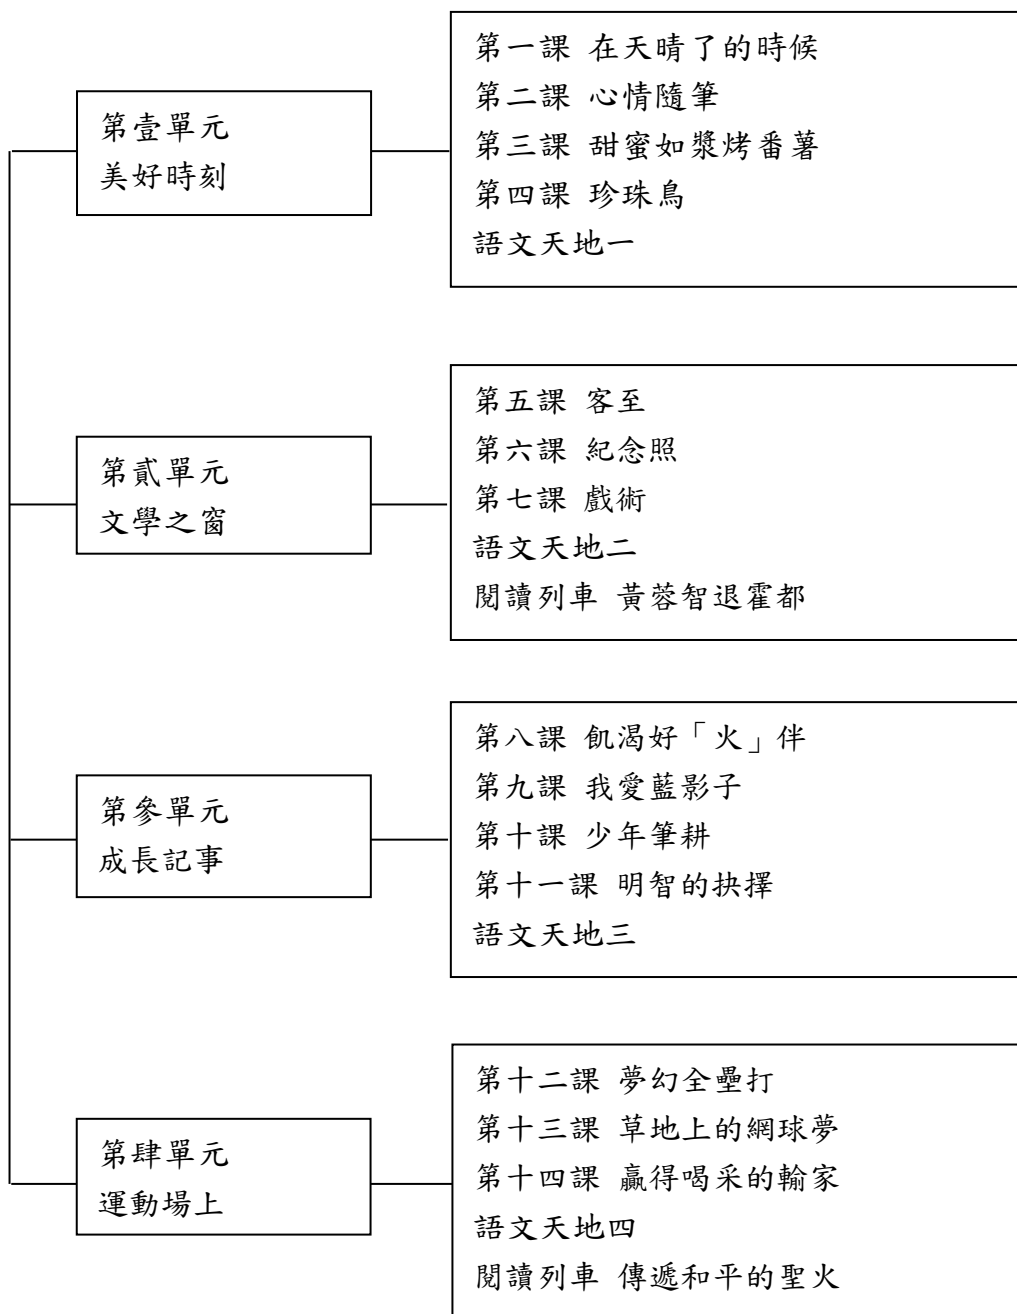 第壹單元
美好時刻
第一課 在天晴了的時候
第二課 心情隨筆
第三課 甜蜜如漿烤番薯
第四課 珍珠鳥
語文天地一
第貳單元
文學之窗
第五課 客至
第六課 紀念照
第七課 戲術
語文天地二
閱讀列車 黃蓉智退霍都
第參單元
成長記事
第八課 飢渴好「火」伴
第九課 我愛藍影子
第十課 少年筆耕
第十一課 明智的抉擇
語文天地三
第肆單元
運動場上
第十二課 夢幻全壘打
第十三課 草地上的網球夢
第十四課 贏得喝采的輸家
語文天地四
閱讀列車 傳遞和平的聖火